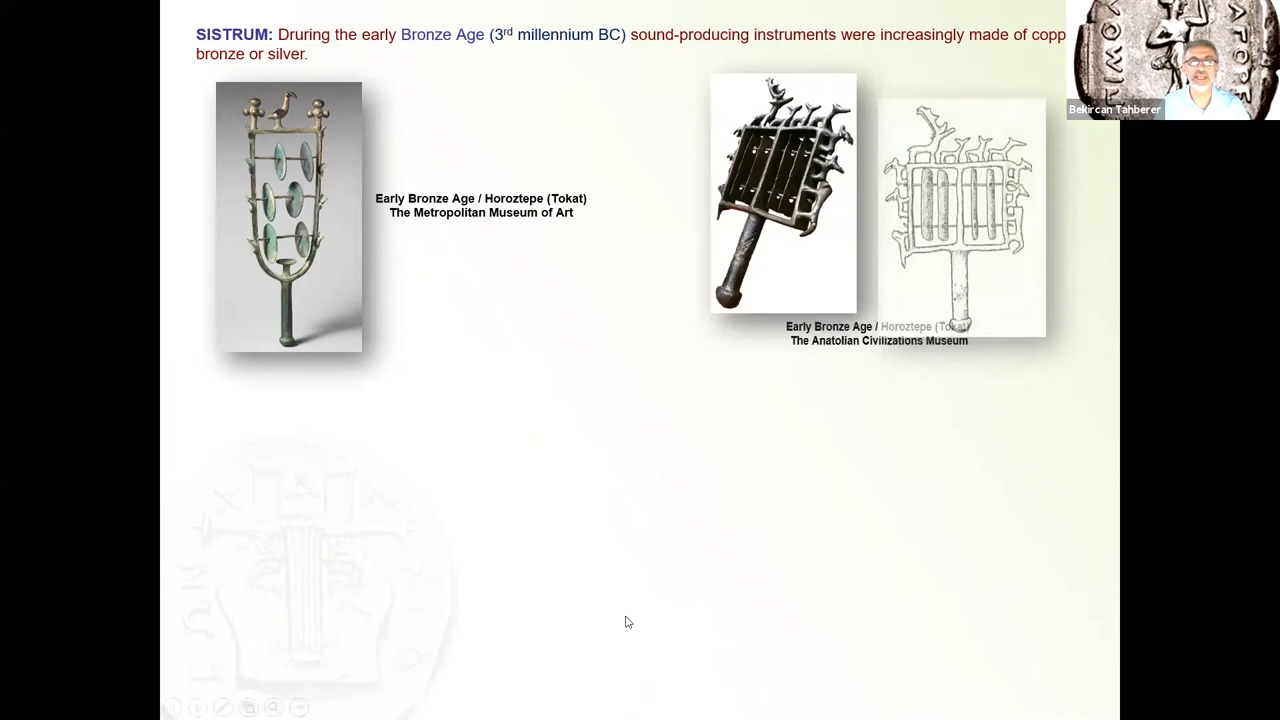 SISTRUM: Druring the early Bronze Age (3rd millennium BC) sound-producing instruments were increasingly made of copp
bronze or silver.
Bekircan Tahberer
Early Bronze Age / Horoztepe (Tokat)
The Metropolitan Museum of Art
Early Bronze Age / Horoztepe (Tokat)
The Anatolian Civilizations Museum